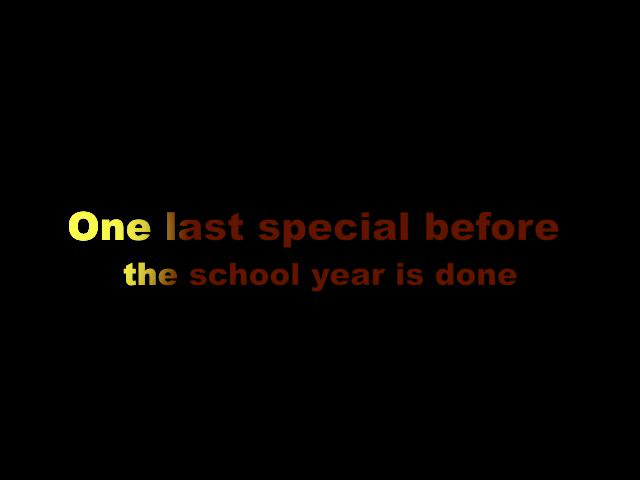 One last special before
the school year is done